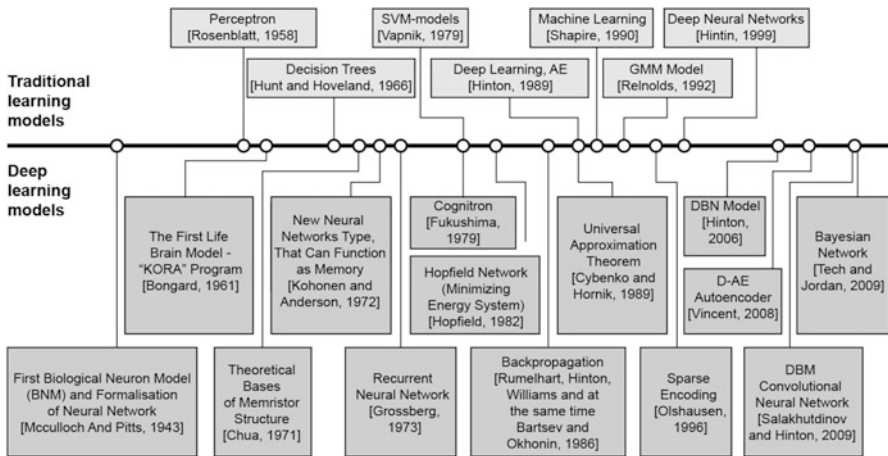 Perceptron
[Rosenblatt, 1958]
SVM-models
[Vapnik, 1979]
Machine Learning
[Shapire, 1990]
Deep Neural Networks
[Hintin, 1999]
Decision Trees
[Hunt and Hoveland, 1966]
Deep Learning, AE
[Hinton, 1989]
GMM Model
[Relnolds, 1992]
Traditional
learning
models
Deep
learning
models
The First Life
Brain Model -
“KORA” Program
[Bongard, 1961]
New Neural
Networks Type,
That Can Function
as Memory
[Kohonen and
Anderson, 1972]
Cognitron
[Fukushima,
1979]
Hopfield Network
(Minimizing
Energy System)
[Hopfield, 1982]
Universal
Approximation
Theorem
[Cybenko and
Hornik, 1989]
DBN Model
[Hinton,
2006]
D-AE
Autoencoder
[Vincent, 2008]
Bayesian
Network
[Tech and
Jordan, 2009]
First Biological Neuron Model
(BNM) and Formalisation
of Neural Network
[Mcculloch And Pitts, 1943]
Theoretical
Bases
of Memristor
Structure
[Chua, 1971]
Recurrent
Neural Network
[Grossberg,
1973]
Backpropagation
[Rumelhart, Hinton,
Williams and at
the same time
Bartsev and
Okhonin, 1986]
Sparse
Encoding
[Olshausen,
1996]
DBM
Convolutional
Neural Network
[Salakhutdinov
and Hinton, 2009]